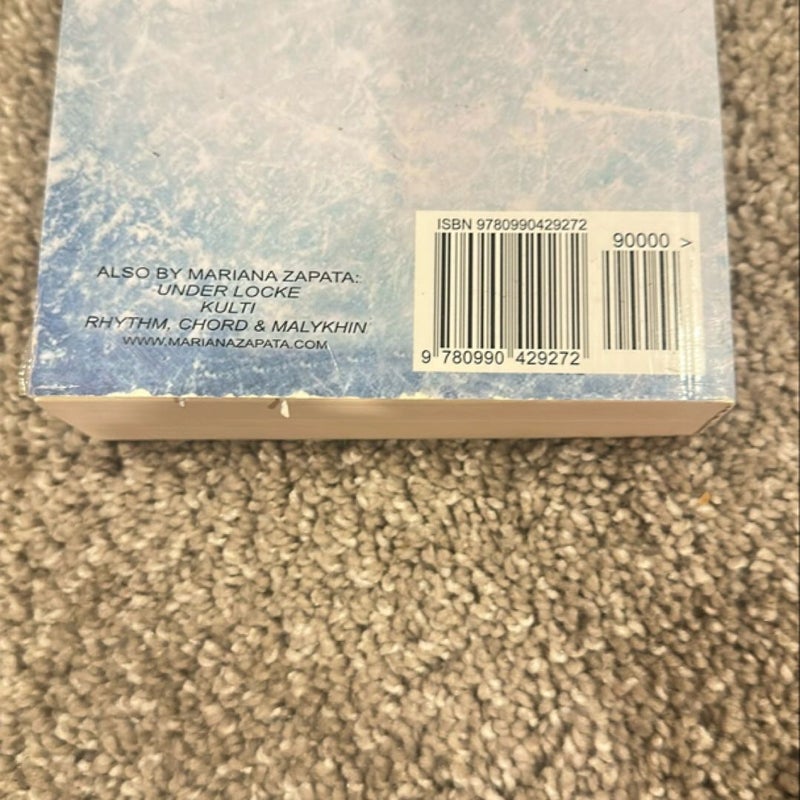 ALSO BY MARIANA ZAPATA:
UNDER LOCKE
KULTI
RHYTHM, CHORD & MALYKHIN
WWW.MARIANAZAPATA.COM
ISBN 9780990429272
90000 >
9 780990 429272